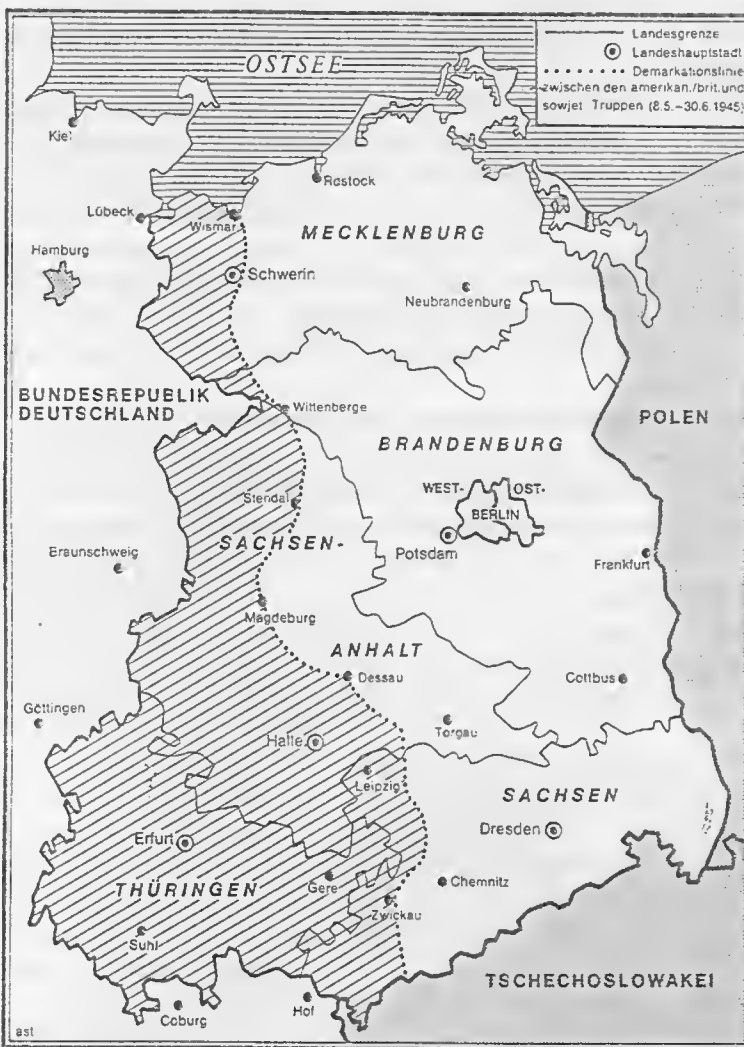 OSTSEE
Landesgrenze
Landeshauptstadt
Demarkationslinie
zwischen den amerikan./brit.und
sowjet Truppen (8.5.–30.6.1945)
Kiel
Rostock
Lübeck
Wismar
MECKLENBURG
Hamburg
Schwerin
Neubrandenburg
BUNDESREPUBLIK
DEUTSCHLAND
Wittenberge
POLEN
BRANDENBURG
WEST-
OST-
BERLIN
Stendal
SACHSEN-
Potsdam
Braunschweig
Frankfurt
Magdeburg
ANHALT
Dessau
Cottbus
Göttingen
Torgau
Halle
Leipzig
SACHSEN
Dresden
Erfurt
THÜRINGEN
Gere
Chemnitz
Zwickau
Suhl
TSCHECHOSLOWAKEI
Hof
Coburg
ast